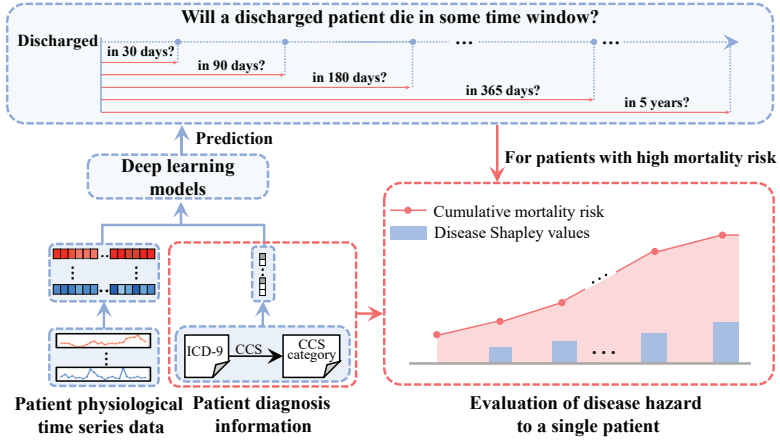 Will a discharged patient die in some time window?
Discharged
in 30 days?
in 90 days?
in 180 days?
in 365 days?
in 5 years?
Prediction
For patients with high mortality risk
Deep learning
models
Cumulative mortality risk
Disease Shapley values
ICD-9
CCS
CCS
category
Patient physiological
time series data
Patient diagnosis
information
Evaluation of disease hazard
to a single patient